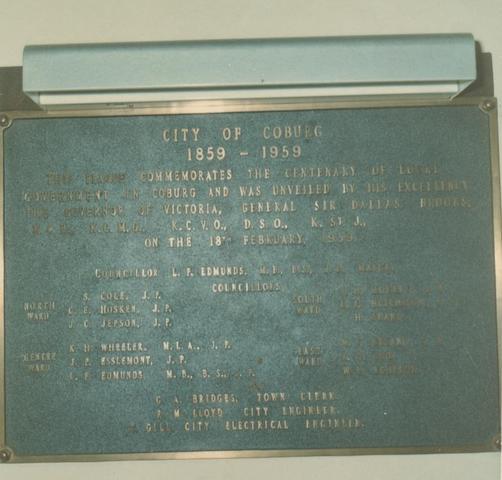 CITY OF COBURG
1859 - 1959
THIS PLAQUE COMMEMORATES THE CENTENARY OF LOCAL
GOVERNMENT IN COBURG AND WAS UNVEILED BY HIS EXCELLENCY
THE GOVERNOR OF VICTORIA, GENERAL SIR DALLAS BROOKS,
K.C.M.G., K.C.V.O., D.S.O., K. ST J.,
ON THE 18TH FEBRUARY, 1959.
COUNCILLOR L. F. EDMUNDS, M.B., B.S., J.P. MAYOR.
COUNCILLORS
NORTH WARD
S. COLE, J.P.
C. E. HOSKEN, J.P.
J. C. JEPSON, J.P.
SOUTH WARD
CENTRE WARD
K. H. WHEELER, M.L.A., J.P.
J. P. ESSLEMONT, J.P.
L. F. EDMUNDS, M.B., B.S., J.P.
EAST WARD
C. A. BRIDGES, TOWN CLERK.
R. M. LLOYD CITY ENGINEER.
GILL CITY ELECTRICAL ENGINEER.